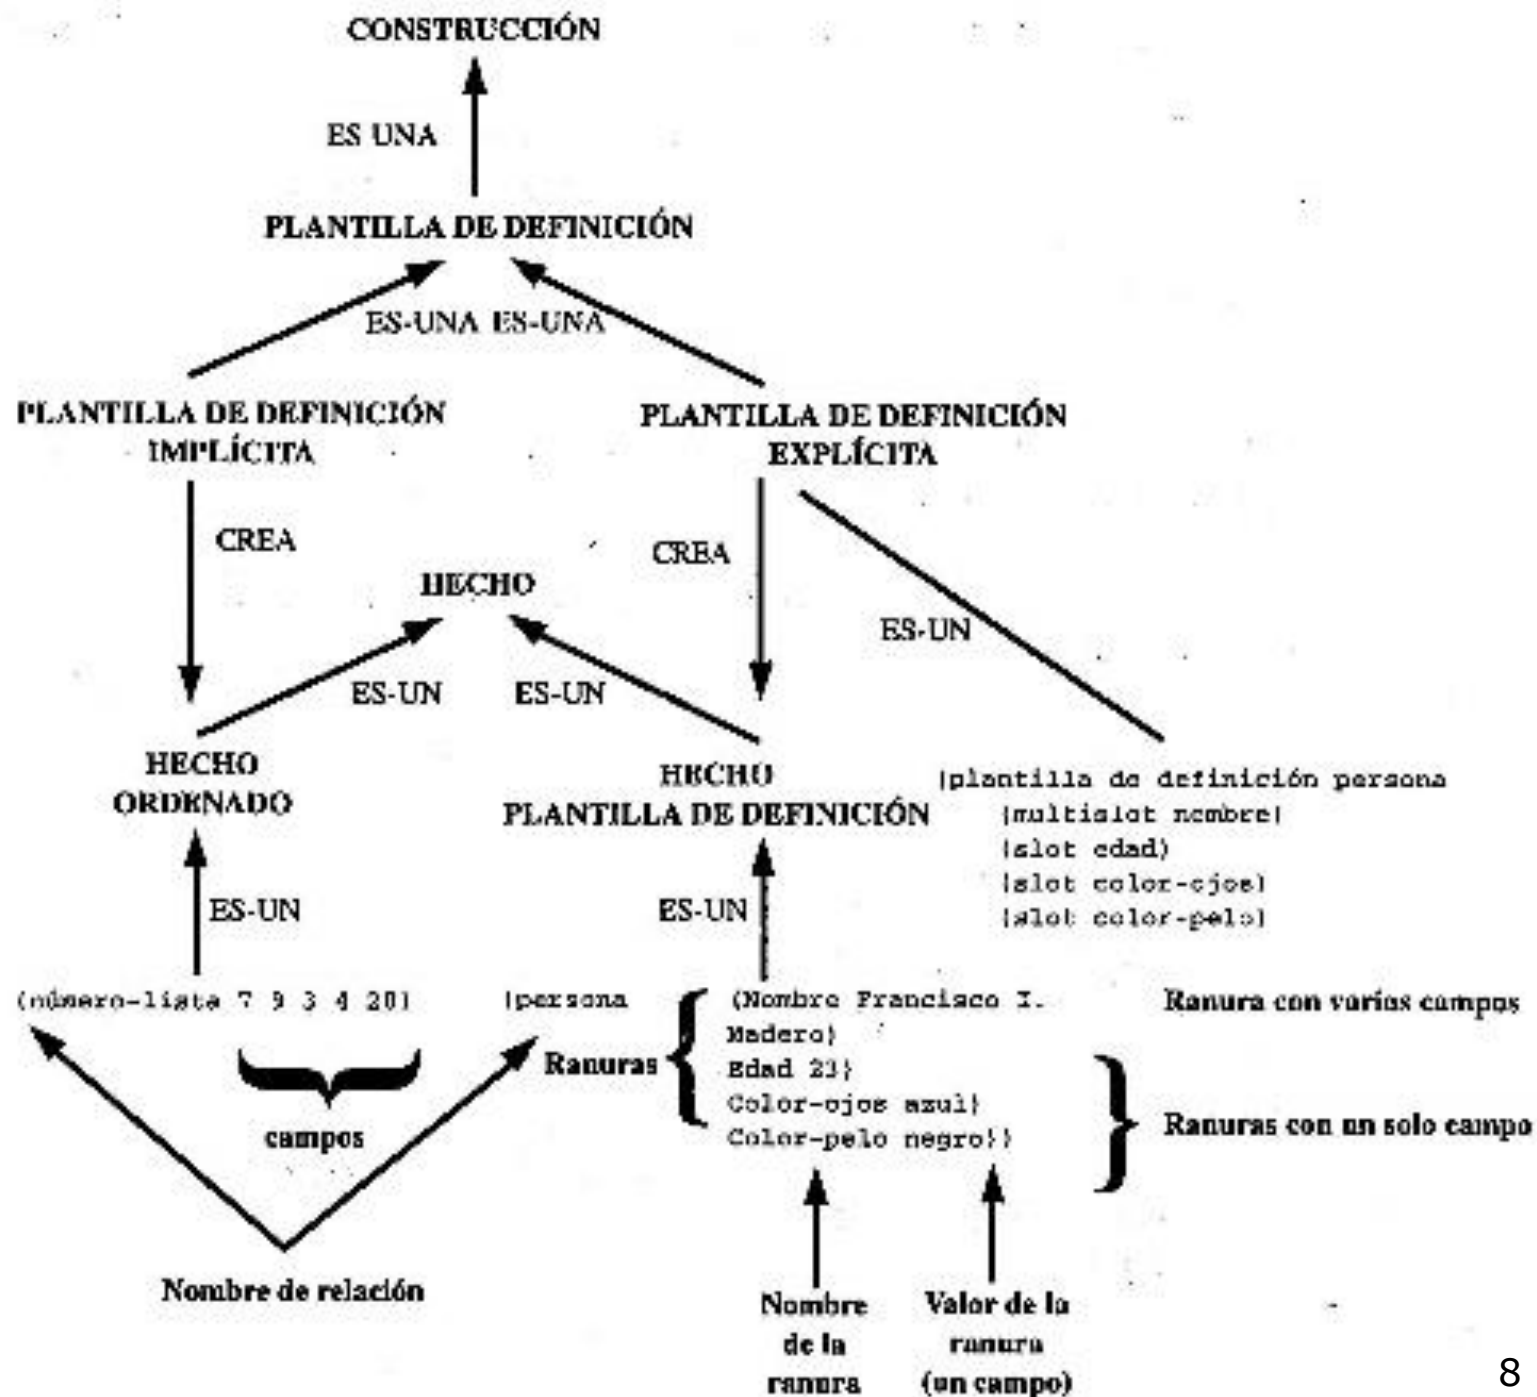 CONSTRUCCIÓN
ES UNA
PLANTILLA DE DEFINICIÓN
ES-UNA ES-UNA
PLANTILLA DE DEFINICIÓN
IMPLÍCITA
PLANTILLA DE DEFINICIÓN
EXPLÍCITA
CREA
CREA
HECHO
ES-UN
ES-UN
ES-UN
HECHO
ORDENADO
HECHO
PLANTILLA DE DEFINICIÓN
(plantilla de definición persona
(multislot nombre)
(slot edad)
(slot color-ojos)
(slot color-pelo)
ES-UN
ES-UN
(número-lista 7 9 3 4 20)
(persona
Ranuras
(Nombre Francisco I.
Madero)
Edad 23)
Color-ojos azul)
Color-pelo negro))
Ranura con varios campos
Ranuras con un solo campo
campos
Nombre de relación
Nombre
de la
ranura
Valor de la
ranura
(un campo)
8